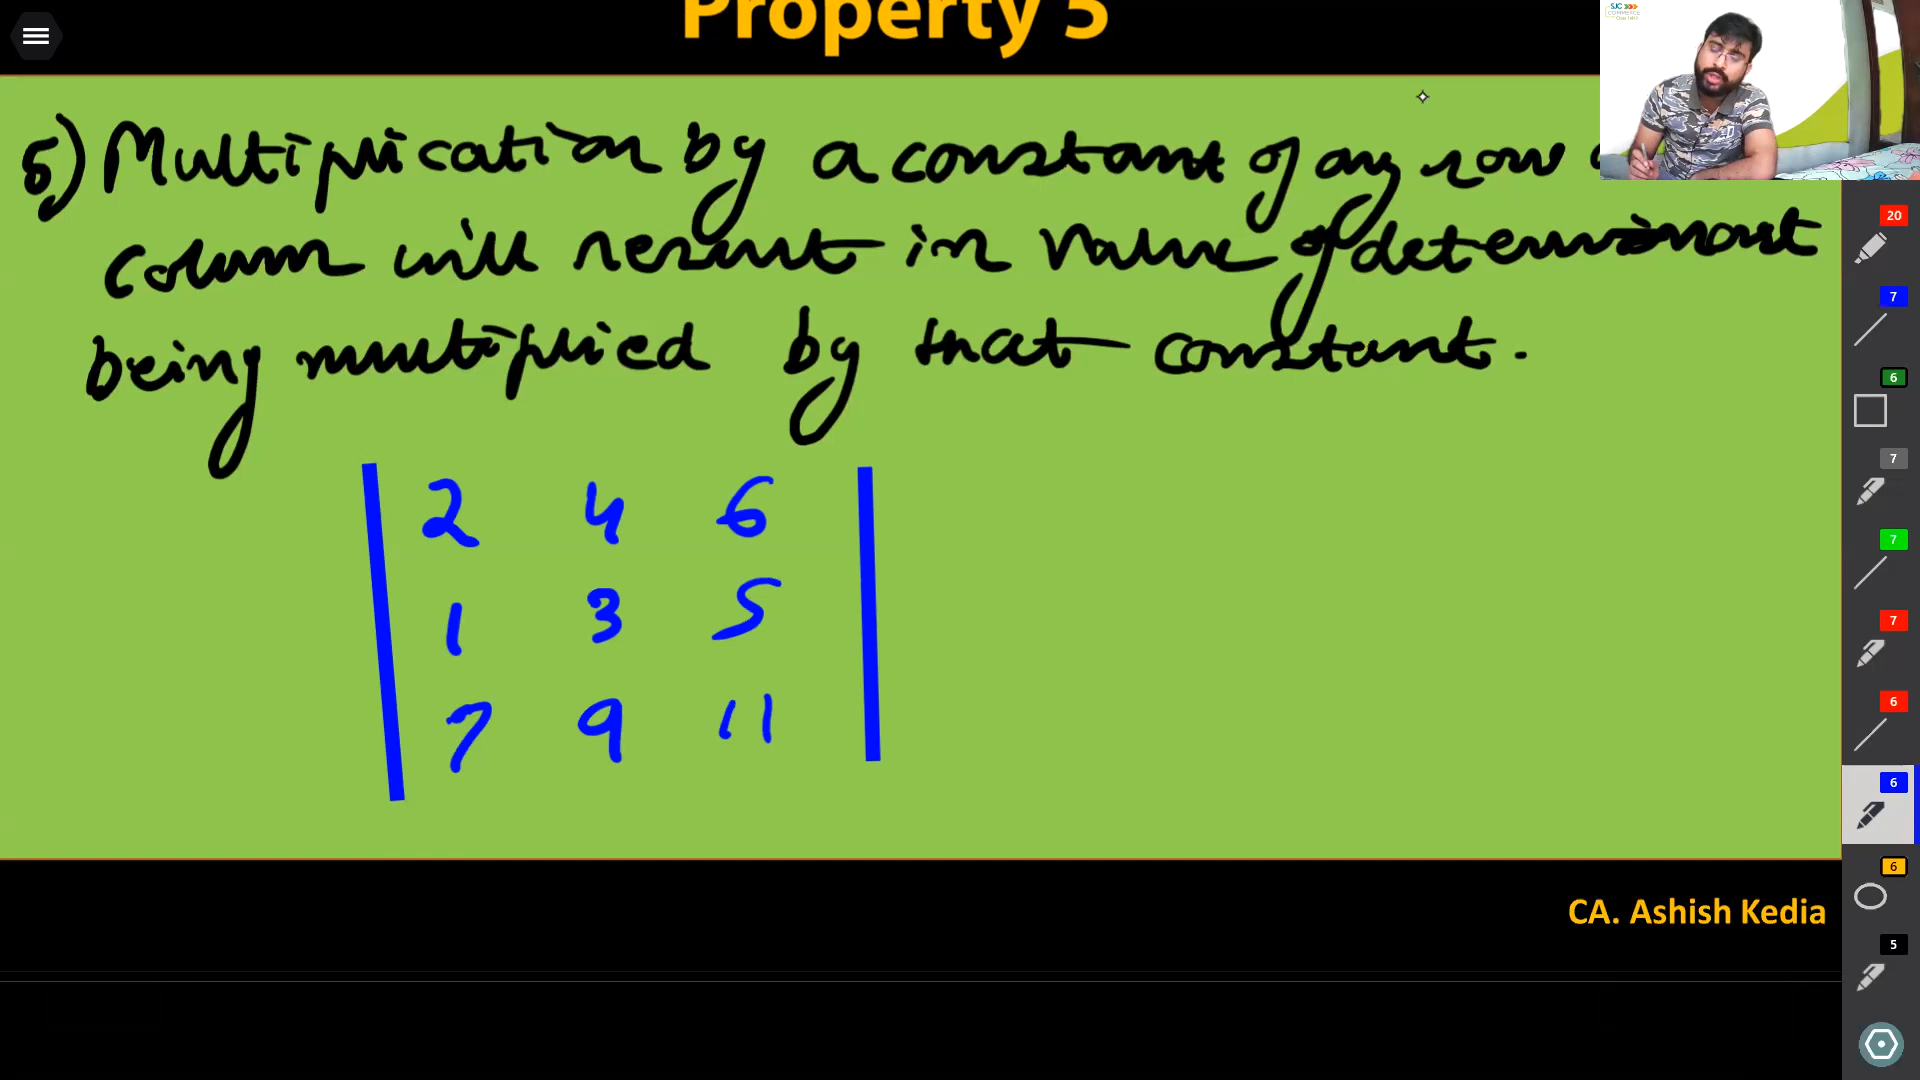 Property 5
SJC
COMMERCE
5) Multiplication by a constant of any row
column will result in value of determinant
being multiplied by that constant.
2 4 6
1 3 5
7 9 11
CA. Ashish Kedia
20
7
6
7
7
7
6
6
6
5